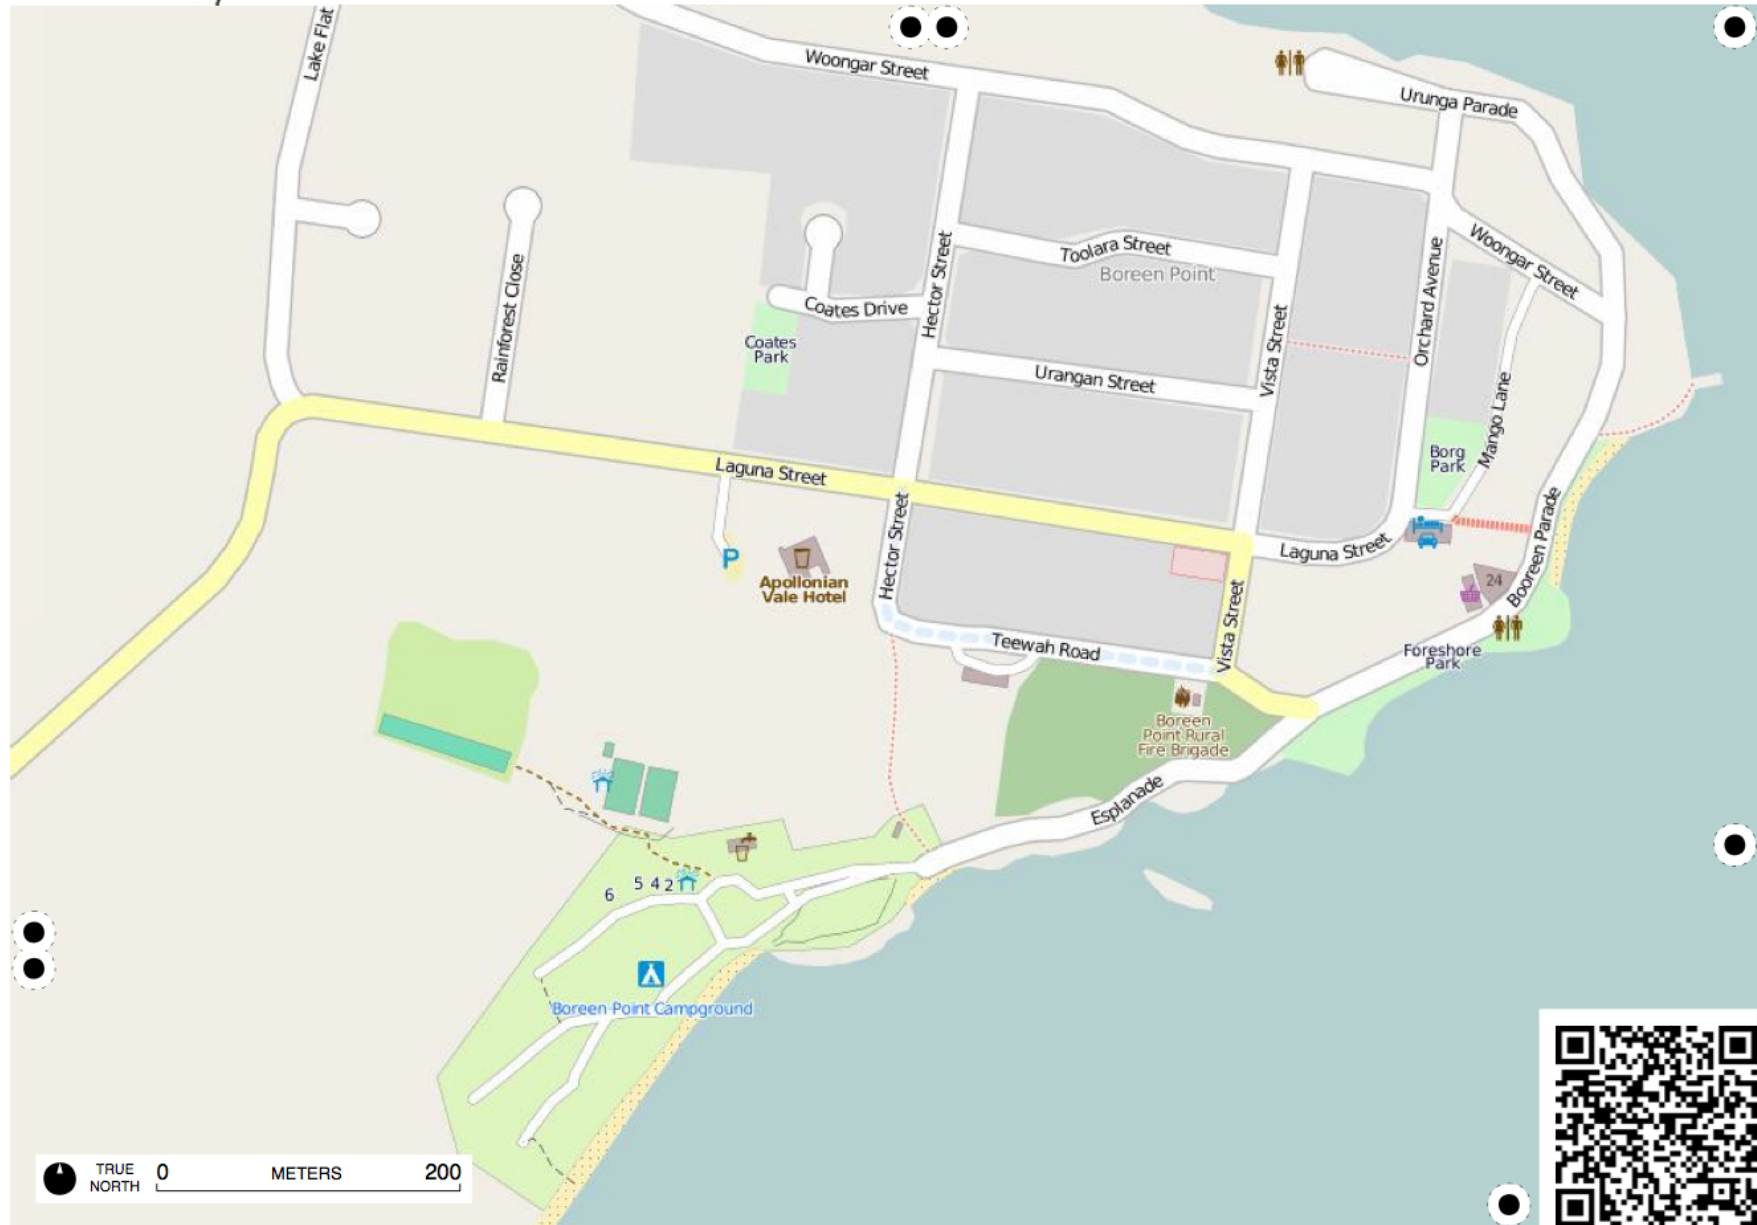 Lake Flat
Woongar Street
Urunga Parade
Rainforest Close
Hector Street
Toolara Street
Boreen Point
Woongar Street
Coates Drive
Coates
Park
Vista Street
Orchard Avenue
Urangan Street
Mango Lane
Borg
Park
Laguna Street
Hector Street
Laguna Street
Booreen Parade
P
Apollonian
Vale Hotel
24
Vista Street
Teewah Road
Foreshore
Park
Boreen
Point Rural
Fire Brigade
Esplanade
6
5
4
2
Boreen Point Campground
TRUE
NORTH
0 METERS 200